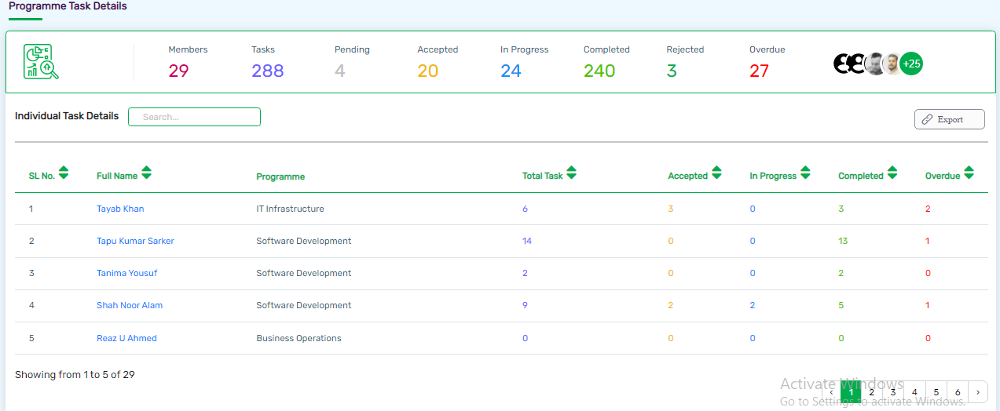 Programme Task Details
Members Tasks Pending Accepted In Progress Completed Rejected Overdue
29 288 4 20 24 240 3 27 +25
Individual Task Details Search... Export
SL No. Full Name Programme Total Task Accepted In Progress Completed Overdue
1 Tayab Khan IT Infrastructure 6 3 0 3 2
2 Tapu Kumar Sarker Software Development 14 0 0 13 1
3 Tanima Yousuf Software Development 2 0 0 2 0
4 Shah Noor Alam Software Development 9 2 2 5 1
5 Reaz U Ahmed Business Operations 0 0 0 0 0
Showing from 1 to 5 of 29
Activate Windows
‹ 1 2 3 4 5 6 ›
Go to Settings to activate Windows.